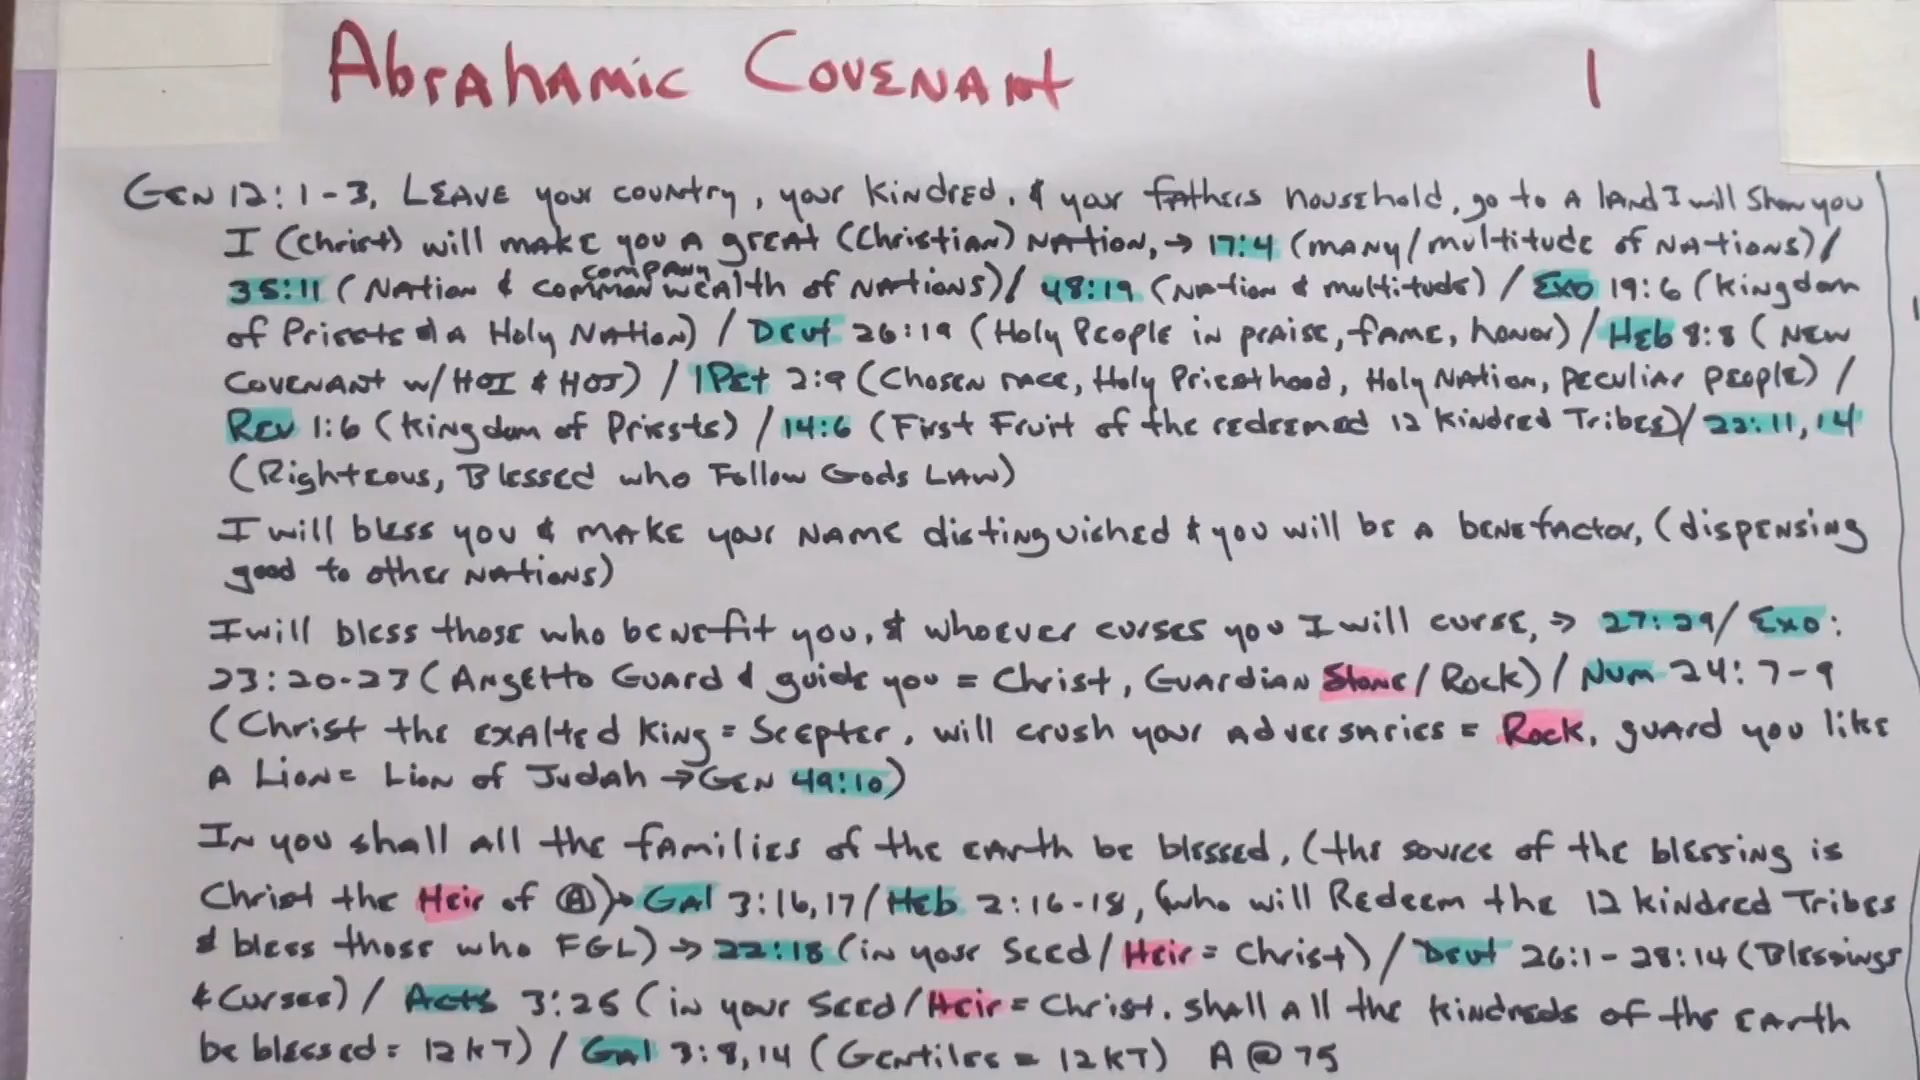 Abrahamic Covenant 1
Gen 12:1-3, Leave your country, your kindred, & your fathers household, go to a land I will show you
I (Christ) will make you a great (Christian) nation, → 17:4 (many/multitude of nations)/
company
35:11 (Nation & commonwealth of nations)/ 48:19 (nation & multitude) / Exo 19:6 (kingdom
of Priests & A Holy Nation) / Deut 26:19 (Holy People in praise, fame, honor) / Heb 8:8 (New
Covenant w/ HOI & HOJ) / 1Pet 2:9 (Chosen race, Holy Priesthood, Holy Nation, peculiar people) /
Rev 1:6 (kingdom of Priests) / 14:6 (First Fruit of the redeemed 12 kindred Tribes)/ 22:11,14
(Righteous, Blessed who Follow Gods Law)
I will bless you & make your name distinguished & you will be a benefactor, (dispensing
good to other nations)
I will bless those who benefit you, & whoever curses you I will curse, → 27:29/ Exo:
23:20-23 (Angel to Guard & guide you = Christ, Guardian Stone/Rock) / Num 24:7-9
(Christ the exalted King = Scepter, will crush your adversaries = Rock, guard you like
A Lion = Lion of Judah → Gen 49:10)
In you shall all the families of the earth be blessed, (the source of the blessing is
Christ the Heir of Ⓐ)→ Gal 3:16,17/ Heb 2:16-18, (who will Redeem the 12 kindred Tribes
& bless those who FGL) → 22:18 (in your Seed/Heir = Christ) / Deut 26:1-28:14 (Blessings
& Curses) / Acts 3:25 (in your Seed/Heir = Christ. shall all the kindreds of the earth
be blessed = 12KT) / Gal 3:8,14 (Gentiles = 12KT) A @ 75